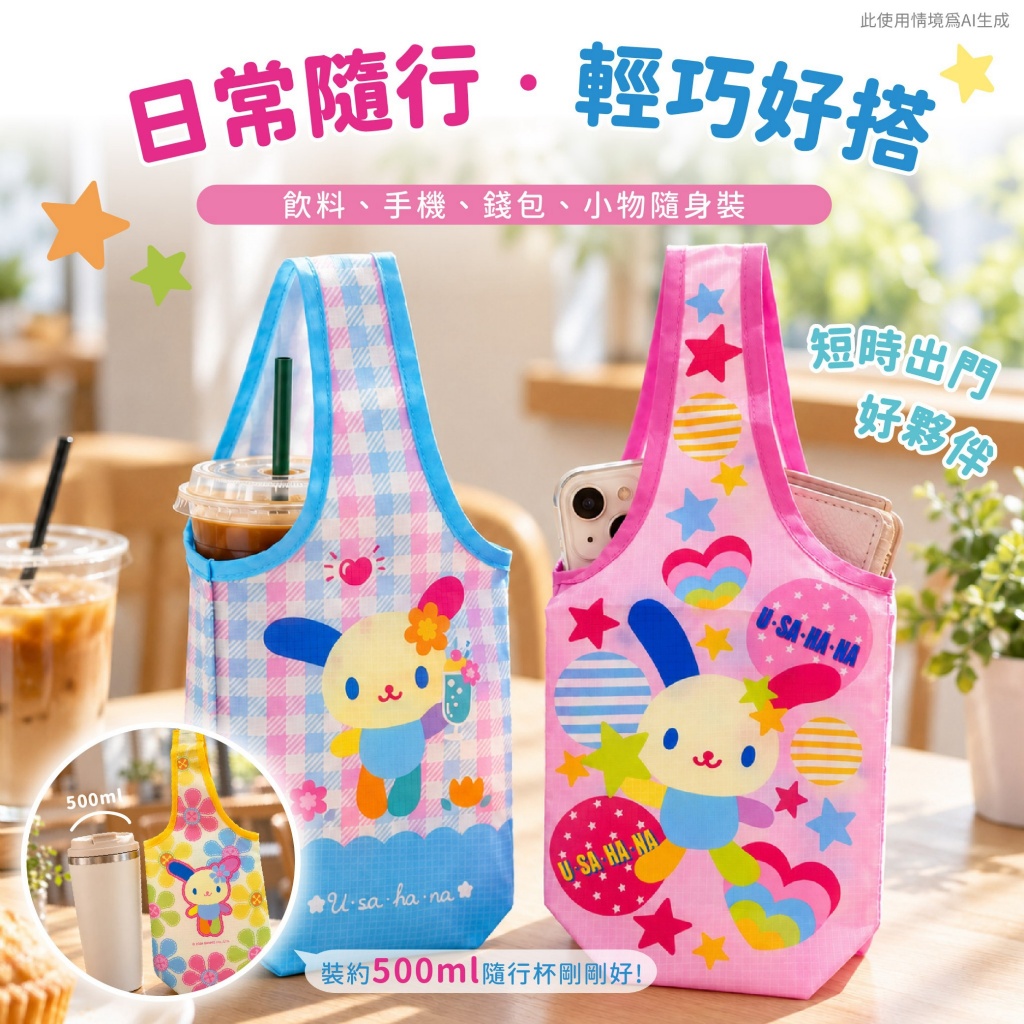 此使用情境爲AI生成
日常隨行·輕巧好搭
飲料、手機、錢包、小物隨身裝
短時出門
好夥伴
U·SA·HA·NA
U·SA·HA·NA
500ml
U·sa·ha·na
裝約500ml隨行杯剛剛好!